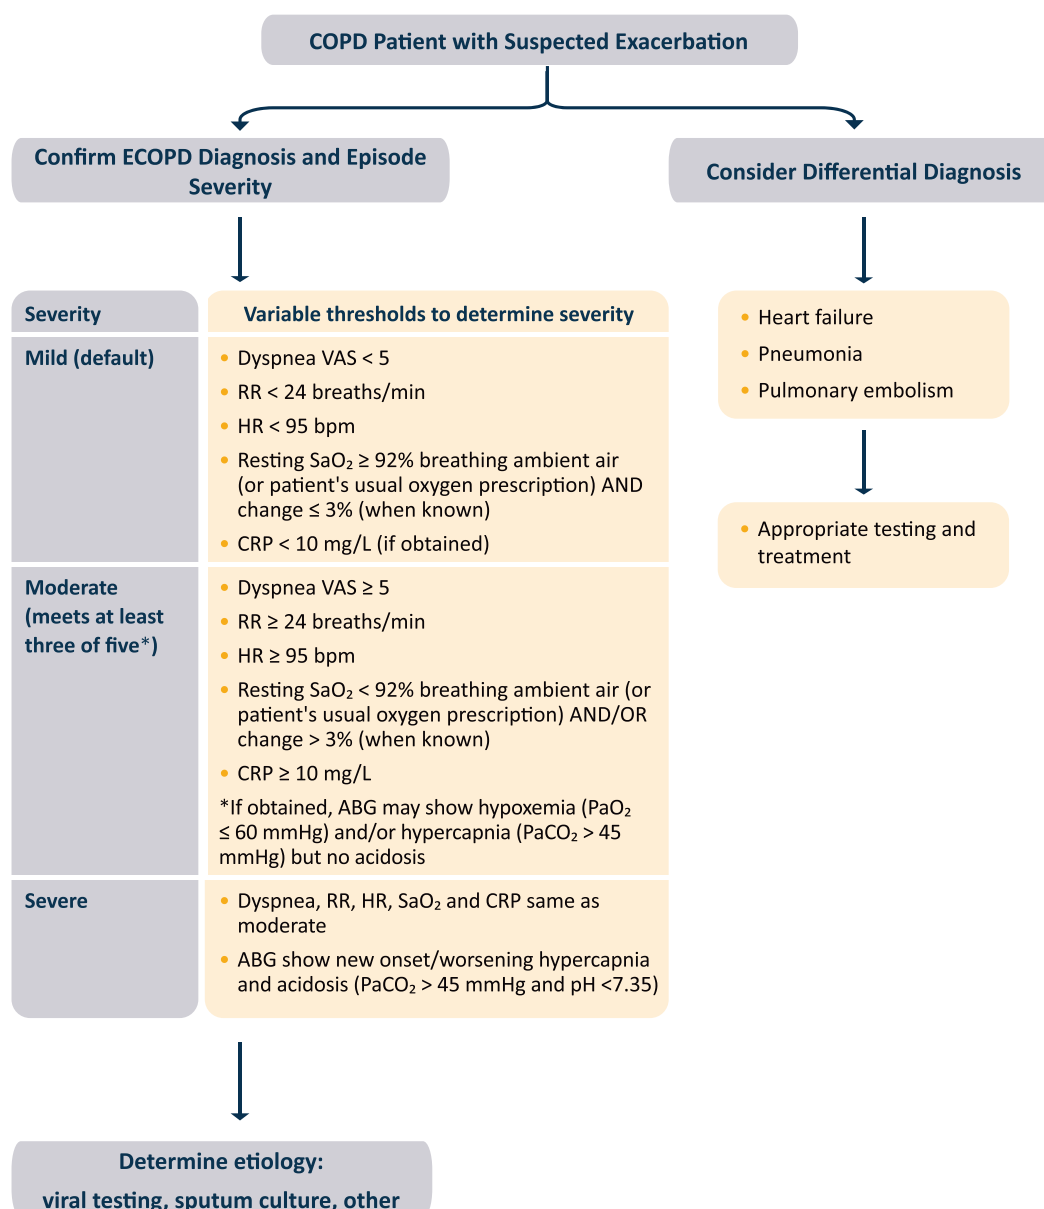 COPD Patient with Suspected Exacerbation
Confirm ECOPD Diagnosis and Episode
Severity
Consider Differential Diagnosis
Severity
Variable thresholds to determine severity
Mild (default)
• Dyspnea VAS < 5
• RR < 24 breaths/min
• HR < 95 bpm
• Resting SaO₂ ≥ 92% breathing ambient air
(or patient's usual oxygen prescription) AND
change ≤ 3% (when known)
• CRP < 10 mg/L (if obtained)
Moderate
(meets at least
three of five*)
• Dyspnea VAS ≥ 5
• RR ≥ 24 breaths/min
• HR ≥ 95 bpm
• Resting SaO₂ < 92% breathing ambient air (or
patient's usual oxygen prescription) AND/OR
change > 3% (when known)
• CRP ≥ 10 mg/L
*If obtained, ABG may show hypoxemia (PaO₂
≤ 60 mmHg) and/or hypercapnia (PaCO₂ > 45
mmHg) but no acidosis
Severe
• Dyspnea, RR, HR, SaO₂ and CRP same as
moderate
• ABG show new onset/worsening hypercapnia
and acidosis (PaCO₂ > 45 mmHg and pH <7.35)
• Heart failure
• Pneumonia
• Pulmonary embolism
• Appropriate testing and
treatment
Determine etiology:
viral testing, sputum culture, other